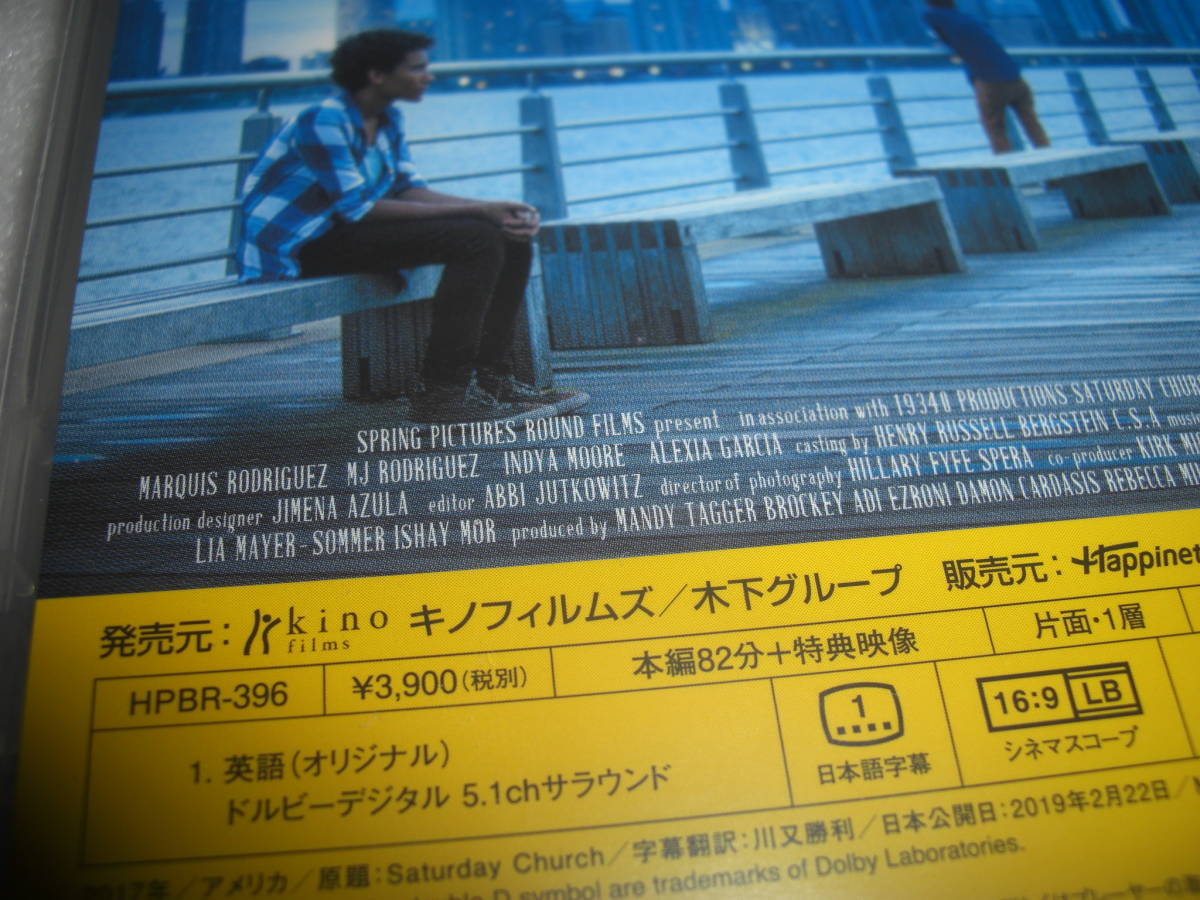 SPRING PICTURES ROUND FILMS present in association with 19340 PRODUCTIONS SATURDAY
MARQUIS RODRIGUEZ MJ RODRIGUEZ INDYA MOORE ALEXIA GARCIA casting by HENRY RUSSELL BERGSTEIN C.S.A
production designer JIMENA AZULA editor ABBI JUTKOWITZ director of photography HILLARY FYFE SPERA co-producer KIRK
LIA MAYER-SOMMER ISHAY MOR produced by MANDY TAGGER BROCKEY ADI EZRONI DAMON CARDASIS REBECCA
発売元: kino films キノフィルムズ/木下グループ 販売元: Happinet
HPBR-396 ¥3,900(税別) 本編82分+特典映像 片面・1層
1. 英語(オリジナル)
ドルビーデジタル 5.1chサラウンド
1
日本語字幕
16:9 LB
シネマスコープ
2017年/アメリカ/原題:Saturday Church/字幕翻訳:川又勝利/日本公開日:2019年2月22日/
D symbol are trademarks of Dolby Laboratories.